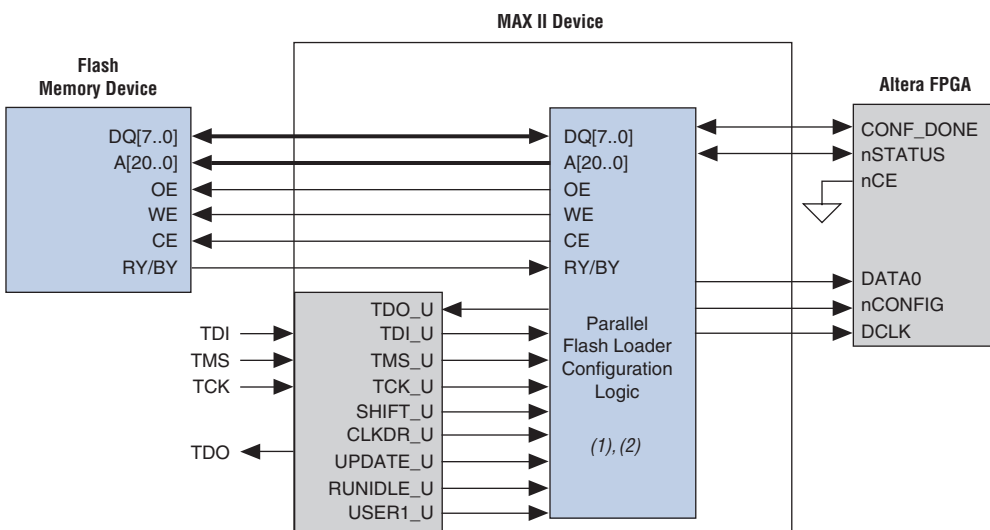 MAX II Device
Flash
Memory Device
Altera FPGA
DQ[7..0]
A[20..0]
OE
WE
CE
RY/BY
DQ[7..0]
A[20..0]
OE
WE
CE
RY/BY
Parallel
Flash Loader
Configuration
Logic
(1), (2)
CONF_DONE
nSTATUS
nCE
DATA0
nCONFIG
DCLK
TDI
TMS
TCK
TDO
TDO_U
TDI_U
TMS_U
TCK_U
SHIFT_U
CLKDR_U
UPDATE_U
RUNIDLE_U
USER1_U